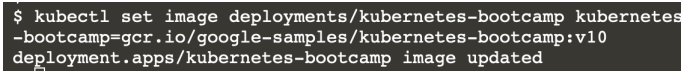 $ kubectl set image deployments/kubernetes-bootcamp kubernetes
-bootcamp=gcr.io/google-samples/kubernetes-bootcamp:v10
deployment.apps/kubernetes-bootcamp image updated